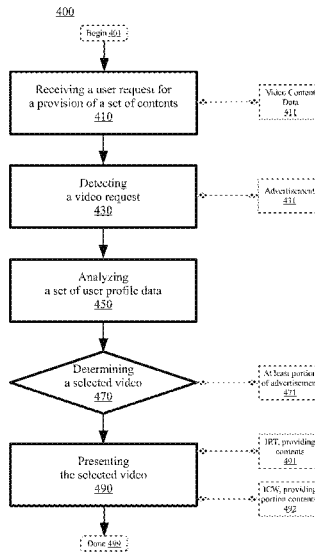 400
Begin 401
Receiving a user request for
a provision of a set of contents
410
Video Content
Data
411
Detecting
a video request
430
Advertisement
431
Analyzing
a set of user profile data
450
Determining
a selected video
470
At least portion
of advertisement
471
Presenting
the selected video
490
IPT, providing
contents
491
ICW, providing
portion contents
492
Done 499